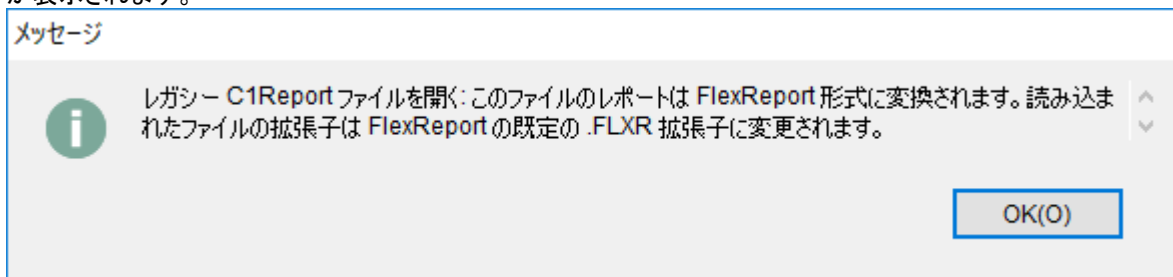 が表示されます。
メッセージ
レガシー C1Report ファイルを開く: このファイルのレポートは FlexReport 形式に変換されます。読み込ま
れたファイルの拡張子は FlexReport の既定の .FLXR 拡張子に変更されます。
OK(O)